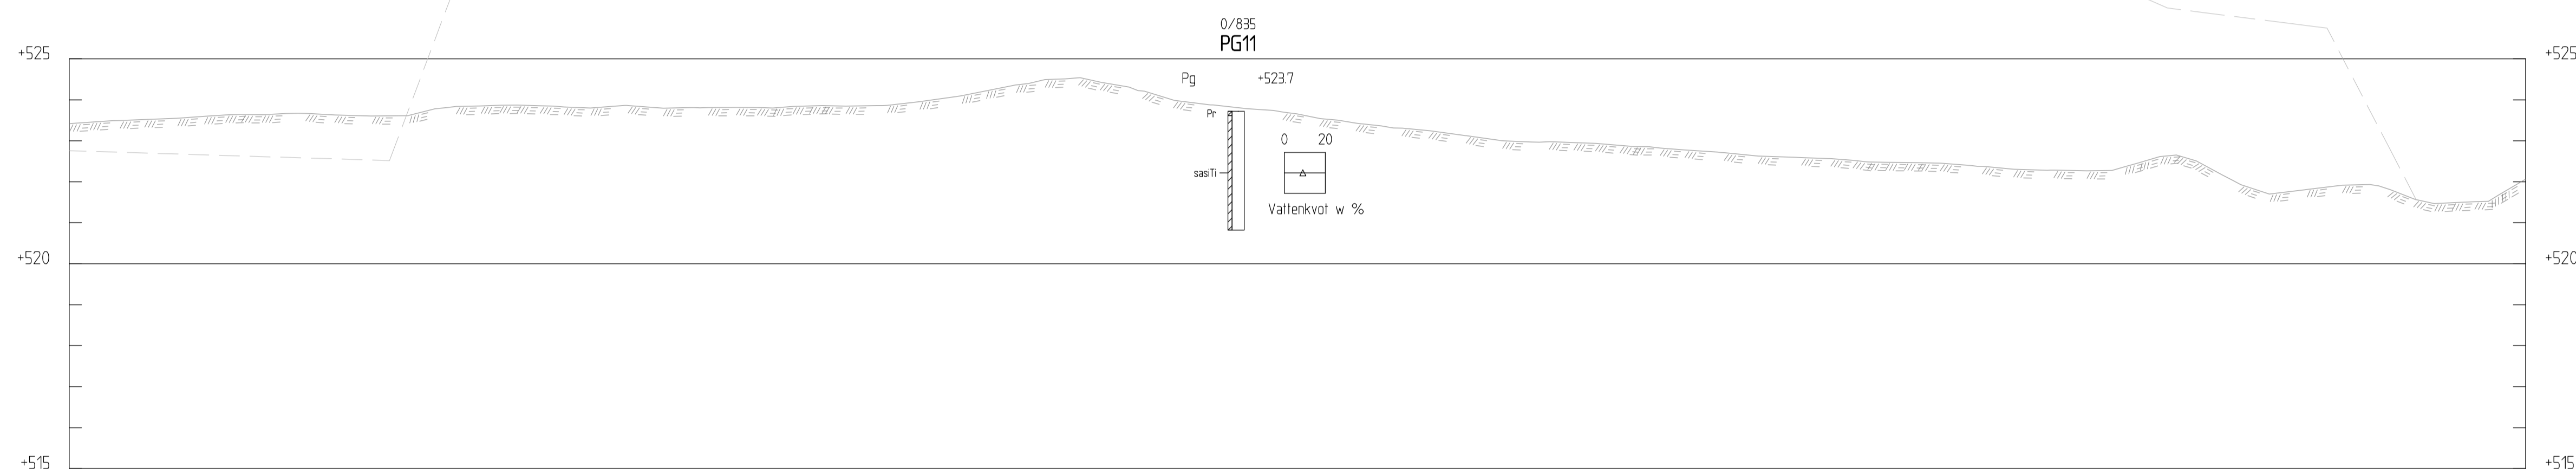 0/835
PG11
+525 +525
Pg +523.7
Pr
0 20
sasiTi
Vattenkvot w %
+520 +520
+515 +515